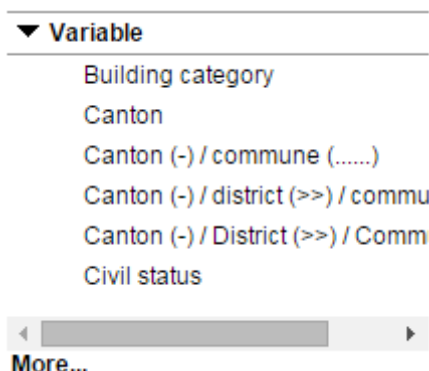 Variable
Building category
Canton
Canton (-) / commune (......)
Canton (-) / district (>>) / commu
Canton (-) / District (>>) / Comm
Civil status
More...